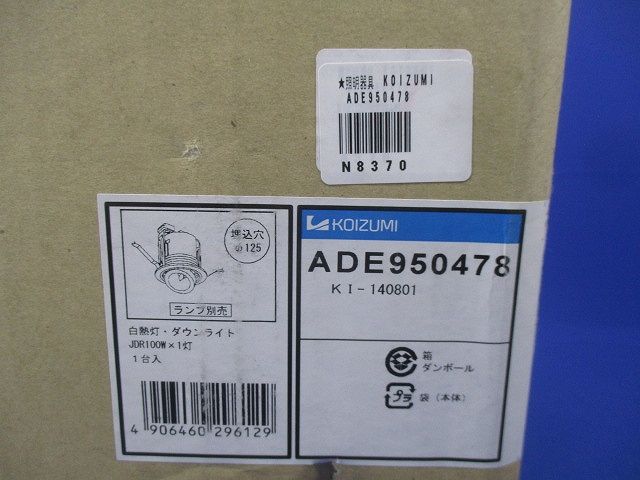 ★照明器具 KOIZUMI
ADE950478
N8370
埋込穴
φ125
ランプ別売
白熱灯・ダウンライト
JDR100W×1灯
1台入
4 906460 296129
KOIZUMI
ADE950478
KI-140801
箱
ダンボール
プラ
袋(本体)